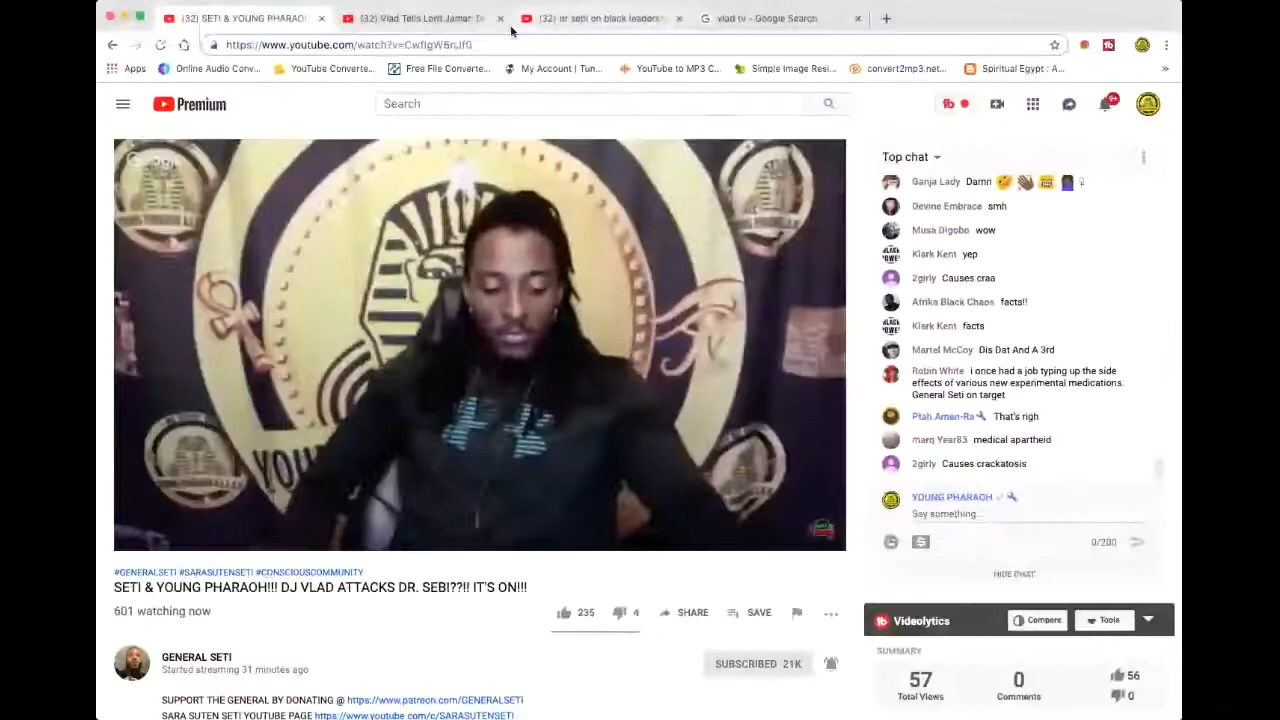 (32) SETI & YOUNG PHARAOH
(32) Vlad Tells Lord Jamar
(32) dr sebi on black leaders
vlad tv - Google Search
https://www.youtube.com/watch?v=
Apps
Online Audio Conv...
YouTube Converte...
Free File Converte...
My Account | Tun...
YouTube to MP3 C...
Simple Image Resi...
convert2mp3.net...
Spiritual Egypt : A...
Premium
Search
9+
Google
YOU
Top chat
Ganja Lady Damn
Devine Embrace smh
Musa Digobo wow
Klark Kent yep
2girly Causes craa
Afrika Black Chaos facts!!
Klark Kent facts
Martel McCoy Dis Dat And A 3rd
Robin White i once had a job typing up the side
effects of various new experimental medications.
General Seti on target
Ptah Amen-Ra That's righ
marq Year83 medical apartheid
2girly Causes crackatosis
YOUNG PHARAOH
Say something...
0/200
HIDE CHAT
#GENERALSETI #SARASUTENSETI #CONSCIOUSCOMMUNITY
SETI & YOUNG PHARAOH!!! DJ VLAD ATTACKS DR. SEBI??!! IT'S ON!!!
601 watching now
235
4
SHARE
SAVE
GENERAL SETI
Started streaming 31 minutes ago
SUBSCRIBED 21K
SUPPORT THE GENERAL BY DONATING @ https://www.patreon.com/GENERALSETI
SARA SUTEN SETI YOUTUBE PAGE https://www.youtube.com/c/SARASUTENSETI
Videolytics
Compare
Tools
SUMMARY
57
Total Views
0
Comments
56
0